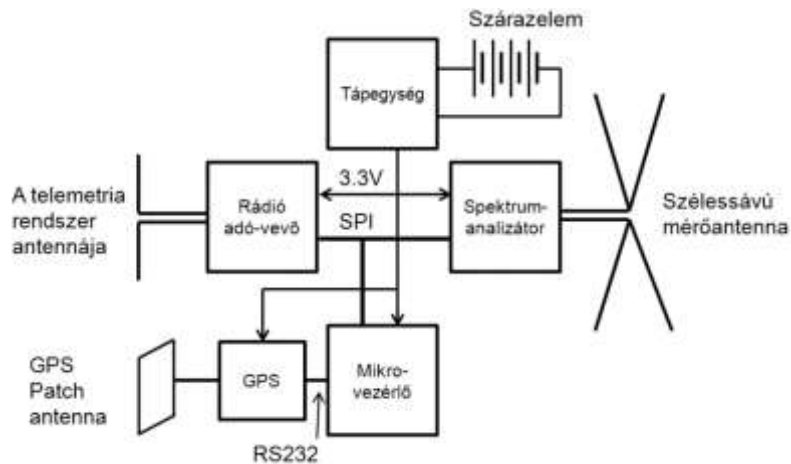 Szárazelem
Tápegység
A telemetria
rendszer
antennája
Rádió
adó-vevő
3.3V
SPI
Spektrum-
analizátor
Szélessávú
mérőantenna
GPS
Patch
antenna
GPS
Mikro-
vezérlő
RS232